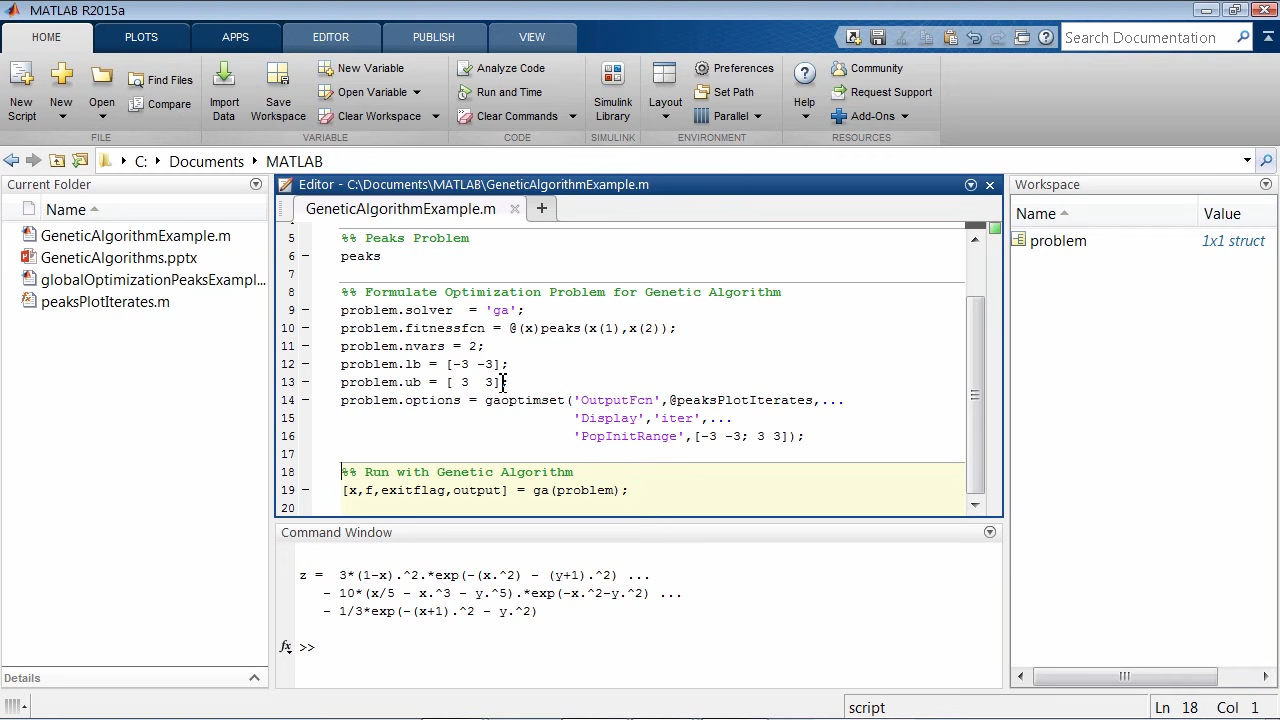 MATLAB R2015a
HOME PLOTS APPS EDITOR PUBLISH VIEW Search Documentation
New Script New Open Find Files Compare Import Data Save Workspace New Variable Open Variable Clear Workspace Analyze Code Run and Time Clear Commands Simulink Library Layout Preferences Set Path Parallel Help Community Request Support Add-Ons
FILE VARIABLE CODE SIMULINK ENVIRONMENT RESOURCES
C: Documents MATLAB
Current Folder
Name
GeneticAlgorithmExample.m
GeneticAlgorithms.pptx
globalOptimizationPeaksExampl...
peaksPlotIterates.m
Details
Editor - C:\Documents\MATLAB\GeneticAlgorithmExample.m
GeneticAlgorithmExample.m
5 %% Peaks Problem
6 – peaks
7
8 %% Formulate Optimization Problem for Genetic Algorithm
9 – problem.solver  = 'ga';
10 – problem.fitnessfcn = @(x)peaks(x(1),x(2));
11 – problem.nvars = 2;
12 – problem.lb = [-3 -3];
13 – problem.ub = [ 3  3];
14 – problem.options = gaoptimset('OutputFcn',@peaksPlotIterates,...
15 'Display','iter',...
16 'PopInitRange',[-3 -3; 3 3]);
17
18 %% Run with Genetic Algorithm
19 – [x,f,exitflag,output] = ga(problem);
20
Command Window
z =  3*(1-x).^2.*exp(-(x.^2) - (y+1).^2) ...
- 10*(x/5 - x.^3 - y.^5).*exp(-x.^2-y.^2) ...
- 1/3*exp(-(x+1).^2 - y.^2)
fx >>
Workspace
Name Value
problem 1x1 struct
script Ln 18 Col 1